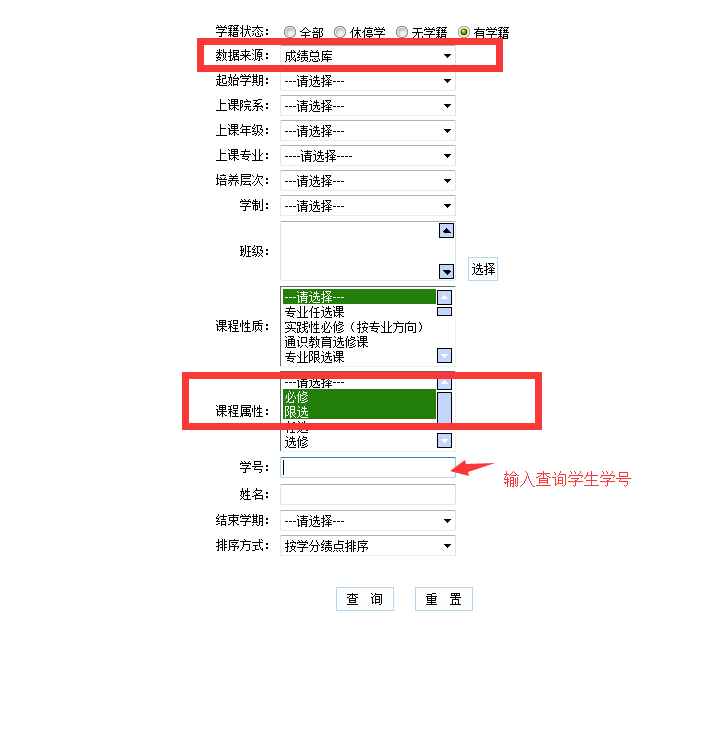 学籍状态： 全部 休停学 无学籍 有学籍
数据来源： 成绩总库
起始学期： ---请选择---
上课院系： ---请选择---
上课年级： ---请选择---
上课专业： ----请选择----
培养层次： ---请选择---
学制： ---请选择---
班级：
选择
---请选择---
专业任选课
课程性质： 实践性必修（按专业方向）
通识教育选修课
专业限选课
---请选择---
必修
课程属性： 限选
任选
选修
学号：
输入查询学生学号
姓名：
结束学期： ---请选择---
排序方式： 按学分绩点排序
查 询 重 置